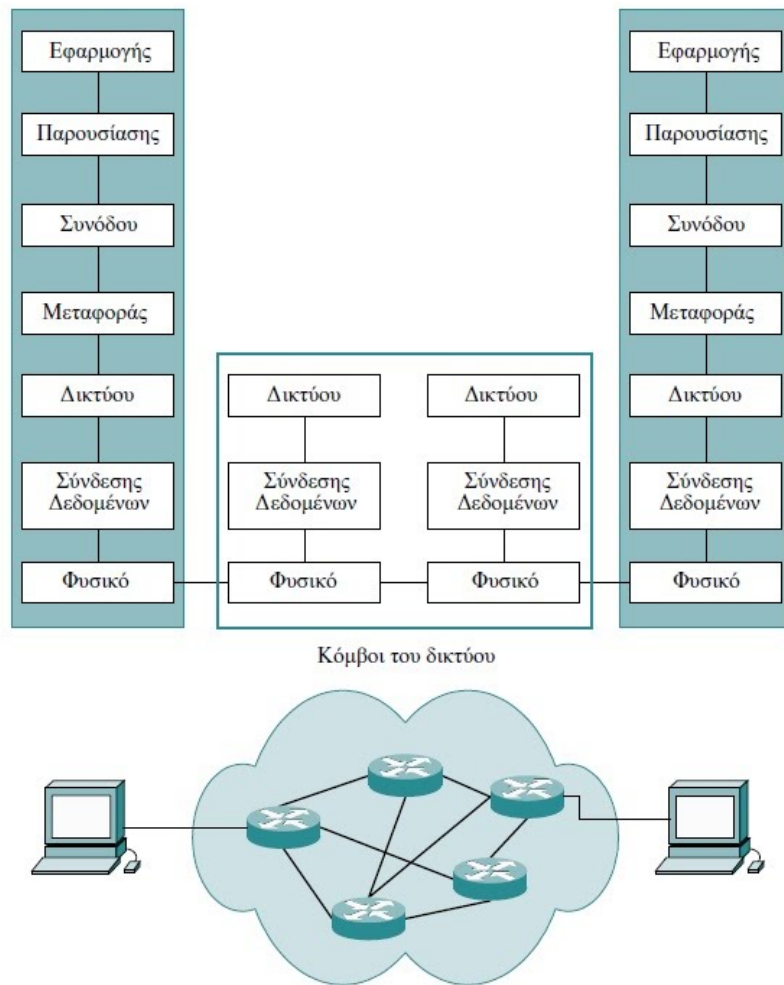 Εφαρμογής
Παρουσίασης
Συνόδου
Μεταφοράς
Δικτύου
Σύνδεσης
Δεδομένων
Φυσικό
Δικτύου
Σύνδεσης
Δεδομένων
Φυσικό
Δικτύου
Σύνδεσης
Δεδομένων
Φυσικό
Εφαρμογής
Παρουσίασης
Συνόδου
Μεταφοράς
Δικτύου
Σύνδεσης
Δεδομένων
Φυσικό
Κόμβοι του δικτύου